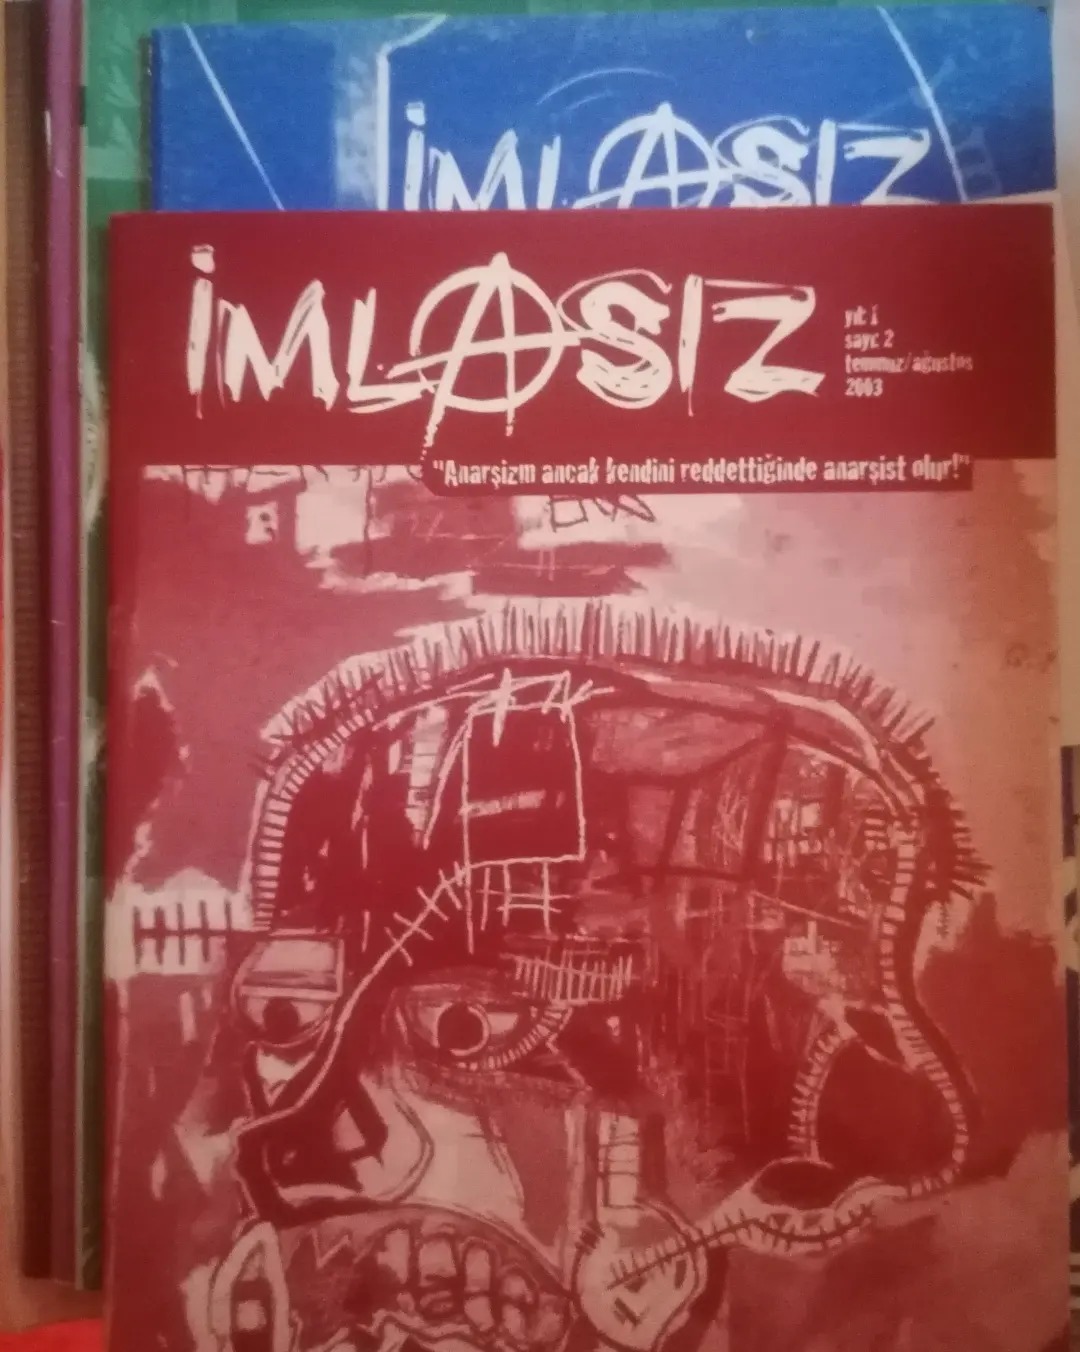 İMLASIZ
İMLASIZ
yıl: 1
sayı: 2
temmuz/ağustos
2003
"Anarşizm ancak kendini reddettiğinde anarşist olur!"